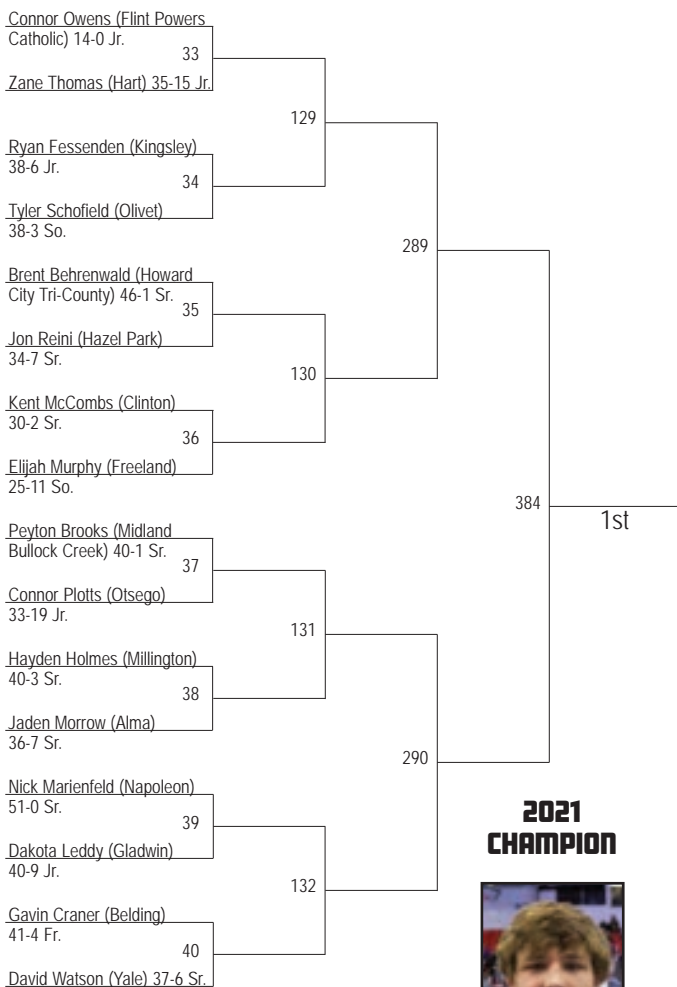 Connor Owens (Flint Powers
Catholic) 14-0 Jr.
33
Zane Thomas (Hart) 35-15 Jr.
129
Ryan Fessenden (Kingsley)
38-6 Jr.
34
Tyler Schofield (Olivet)
38-3 So.
289
Brent Behrenwald (Howard
City Tri-County) 46-1 Sr.
35
Jon Reini (Hazel Park)
34-7 Sr.
130
Kent McCombs (Clinton)
30-2 Sr.
36
Elijah Murphy (Freeland)
25-11 So.
384
1st
Peyton Brooks (Midland
Bullock Creek) 40-1 Sr.
37
Connor Plotts (Otsego)
33-19 Jr.
131
Hayden Holmes (Millington)
40-3 Sr.
38
Jaden Morrow (Alma)
36-7 Sr.
290
Nick Marienfeld (Napoleon)
51-0 Sr.
39
Dakota Leddy (Gladwin)
40-9 Jr.
132
Gavin Craner (Belding)
41-4 Fr.
40
David Watson (Yale) 37-6 Sr.
2021
CHAMPION